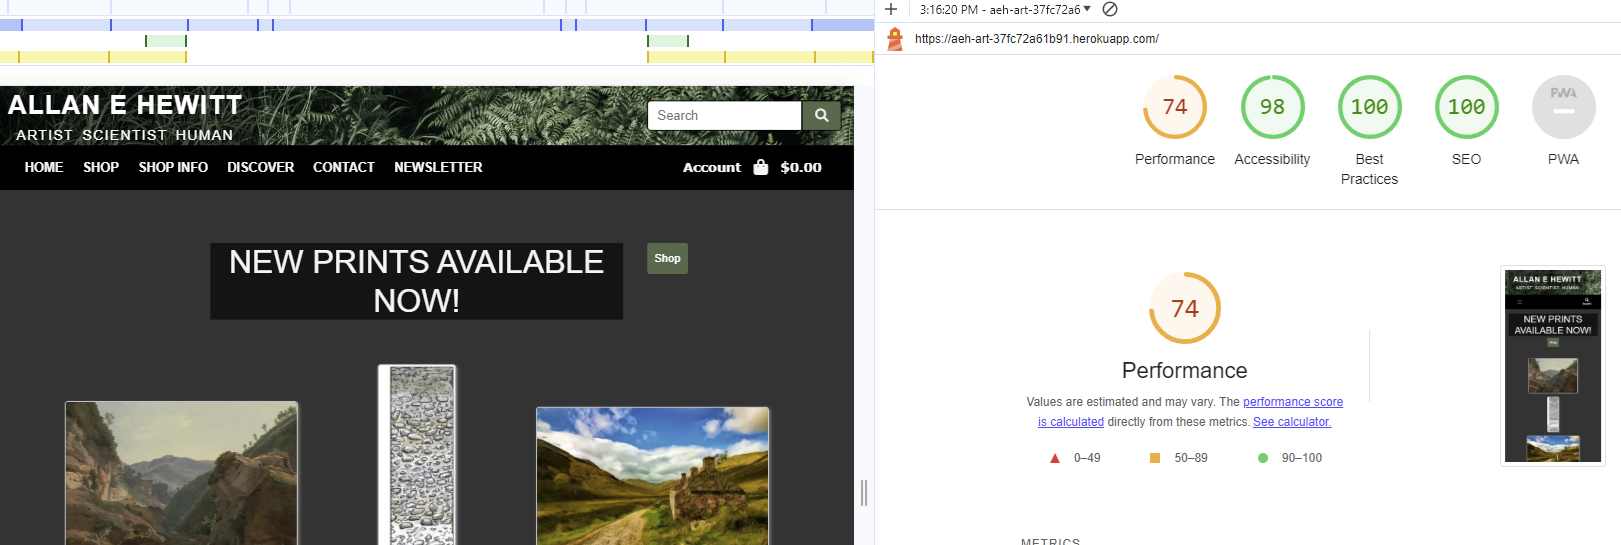 ALLAN E HEWITT
ARTIST SCIENTIST HUMAN
Search
HOME SHOP SHOP INFO DISCOVER CONTACT NEWSLETTER Account $0.00
NEW PRINTS AVAILABLE
NOW!
Shop
3:16:20 PM - aeh-art-37fc72a6
https://aeh-art-37fc72a61b91.herokuapp.com/
74 98 100 100 PWA
Performance Accessibility Best Practices SEO PWA
74
Performance
Values are estimated and may vary. The performance score
is calculated directly from these metrics. See calculator.
0–49 50–89 90–100
ALLAN E HEWITT
ARTIST SCIENTIST HUMAN
NEW PRINTS
AVAILABLE NOW!
Shop
METRICS